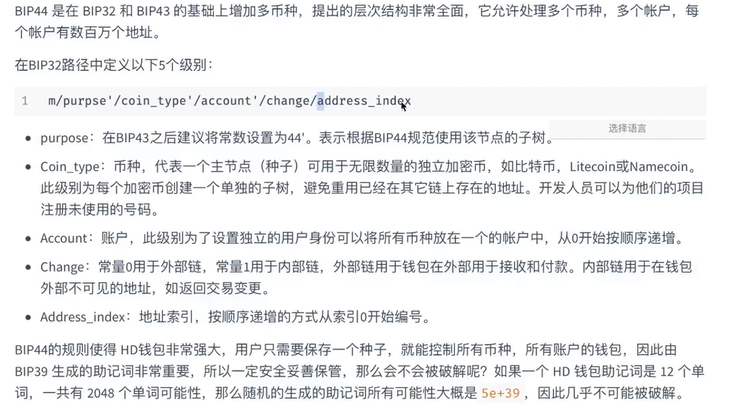 BIP44 是在 BIP32 和 BIP43 的基础上增加多币种，提出的层次结构非常全面，它允许处理多个币种，多个帐户，每
个帐户有数百万个地址。
在BIP32路径中定义以下5个级别：
1 m/purpse'/coin_type'/account'/change/address_index
选择语言
• purpose：在BIP43之后建议将常数设置为44'。表示根据BIP44规范使用该节点的子树。
• Coin_type：币种，代表一个主节点（种子）可用于无限数量的独立加密币，如比特币，Litecoin或Namecoin。
此级别为每个加密币创建一个单独的子树，避免重用已经在其它链上存在的地址。开发人员可以为他们的项目
注册未使用的号码。
• Account：账户，此级别为了设置独立的用户身份可以将所有币种放在一个的帐户中，从0开始按顺序递增。
• Change：常量0用于外部链，常量1用于内部链，外部链用于钱包在外部用于接收和付款。内部链用于在钱包
外部不可见的地址，如返回交易变更。
• Address_index：地址索引，按顺序递增的方式从索引0开始编号。
BIP44的规则使得 HD钱包非常强大，用户只需要保存一个种子，就能控制所有币种，所有账户的钱包，因此由
BIP39 生成的助记词非常重要，所以一定安全妥善保管，那么会不会被破解呢？如果一个 HD 钱包助记词是 12 个单
词，一共有 2048 个单词可能性，那么随机的生成的助记词所有可能性大概是 5e+39 ，因此几乎不可能被破解。